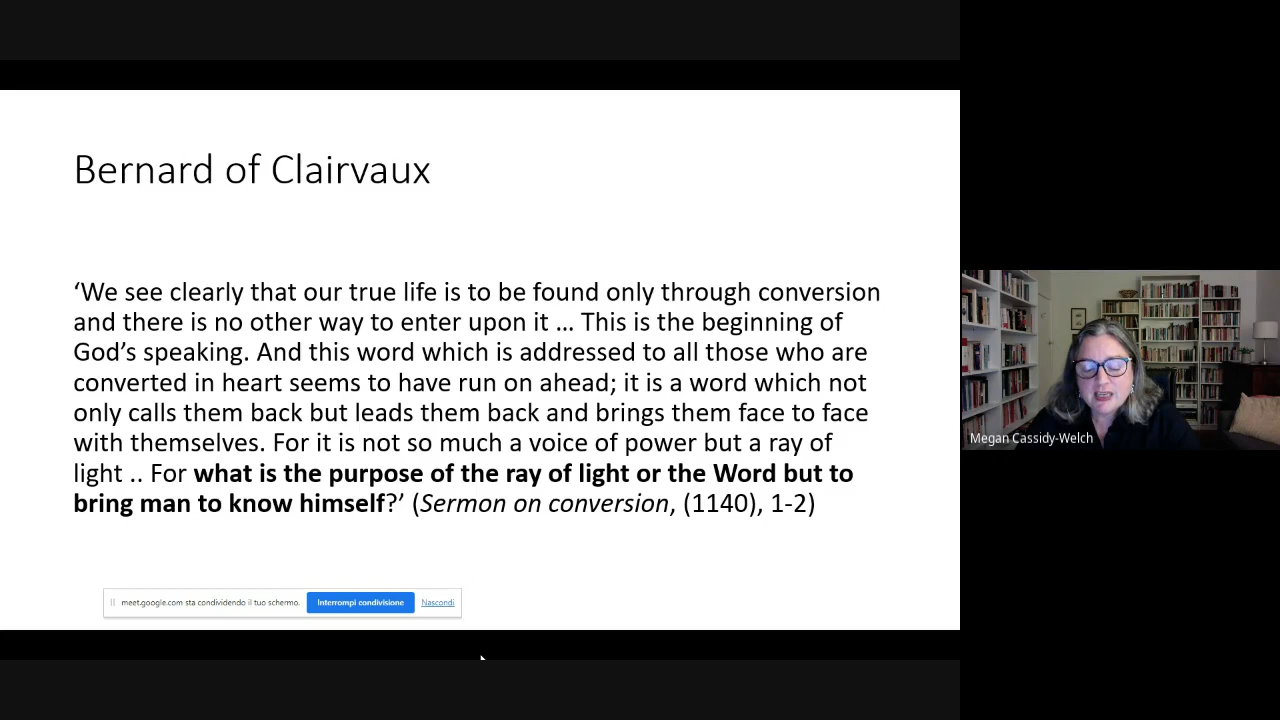 Bernard of Clairvaux
‘We see clearly that our true life is to be found only through conversion
and there is no other way to enter upon it … This is the beginning of
God’s speaking. And this word which is addressed to all those who are
converted in heart seems to have run on ahead; it is a word which not
only calls them back but leads them back and brings them face to face
with themselves. For it is not so much a voice of power but a ray of
light .. For what is the purpose of the ray of light or the Word but to
bring man to know himself?’ (Sermon on conversion, (1140), 1-2)
meet.google.com sta condividendo il tuo schermo. Interrompi condivisione Nascondi
Megan Cassidy-Welch